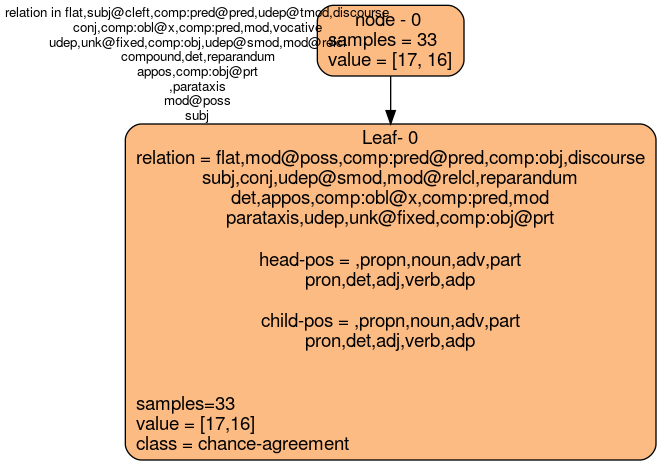 relation in flat,subj@cleft,comp:pred@pred,udep@tmod,discourse
conj,comp:obl@x,comp:pred,mod,vocative
udep,unk@fixed,comp:obj,udep@smod,mod@relcl
compound,det,reparandum
appos,comp:obj@prt
,parataxis
mod@poss
subj
node - 0
samples = 33
value = [17, 16]
Leaf- 0
relation = flat,mod@poss,comp:pred@pred,comp:obj,discourse
subj,conj,udep@smod,mod@relcl,reparandum
det,appos,comp:obl@x,comp:pred,mod
parataxis,udep,unk@fixed,comp:obj@prt
head-pos = ,propn,noun,adv,part
pron,det,adj,verb,adp
child-pos = ,propn,noun,adv,part
pron,det,adj,verb,adp
samples=33
value = [17,16]
class = chance-agreement